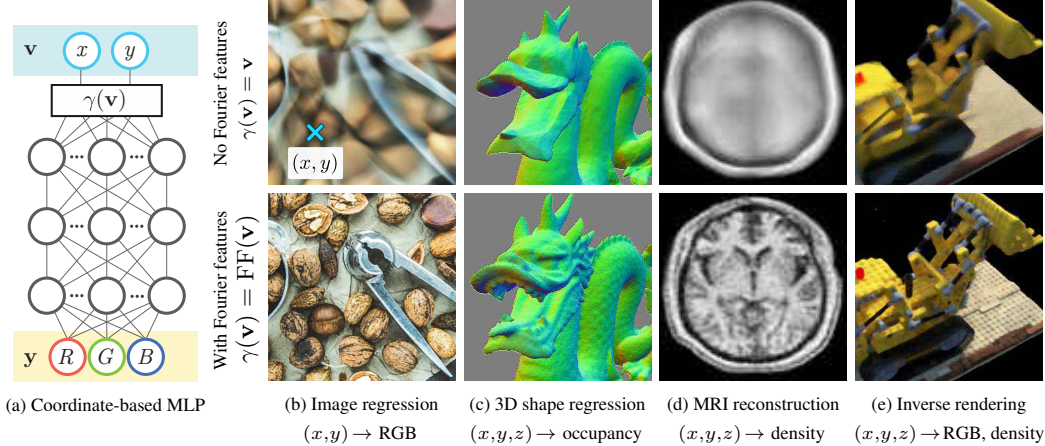 v x y
γ(v)
R G B
y
No Fourier features
γ(v) = v
With Fourier features
γ(v) = FF(v)
(x, y)
(a) Coordinate-based MLP
(b) Image regression
(x,y) → RGB
(c) 3D shape regression
(x,y,z) → occupancy
(d) MRI reconstruction
(x,y,z) → density
(e) Inverse rendering
(x,y,z) → RGB, density